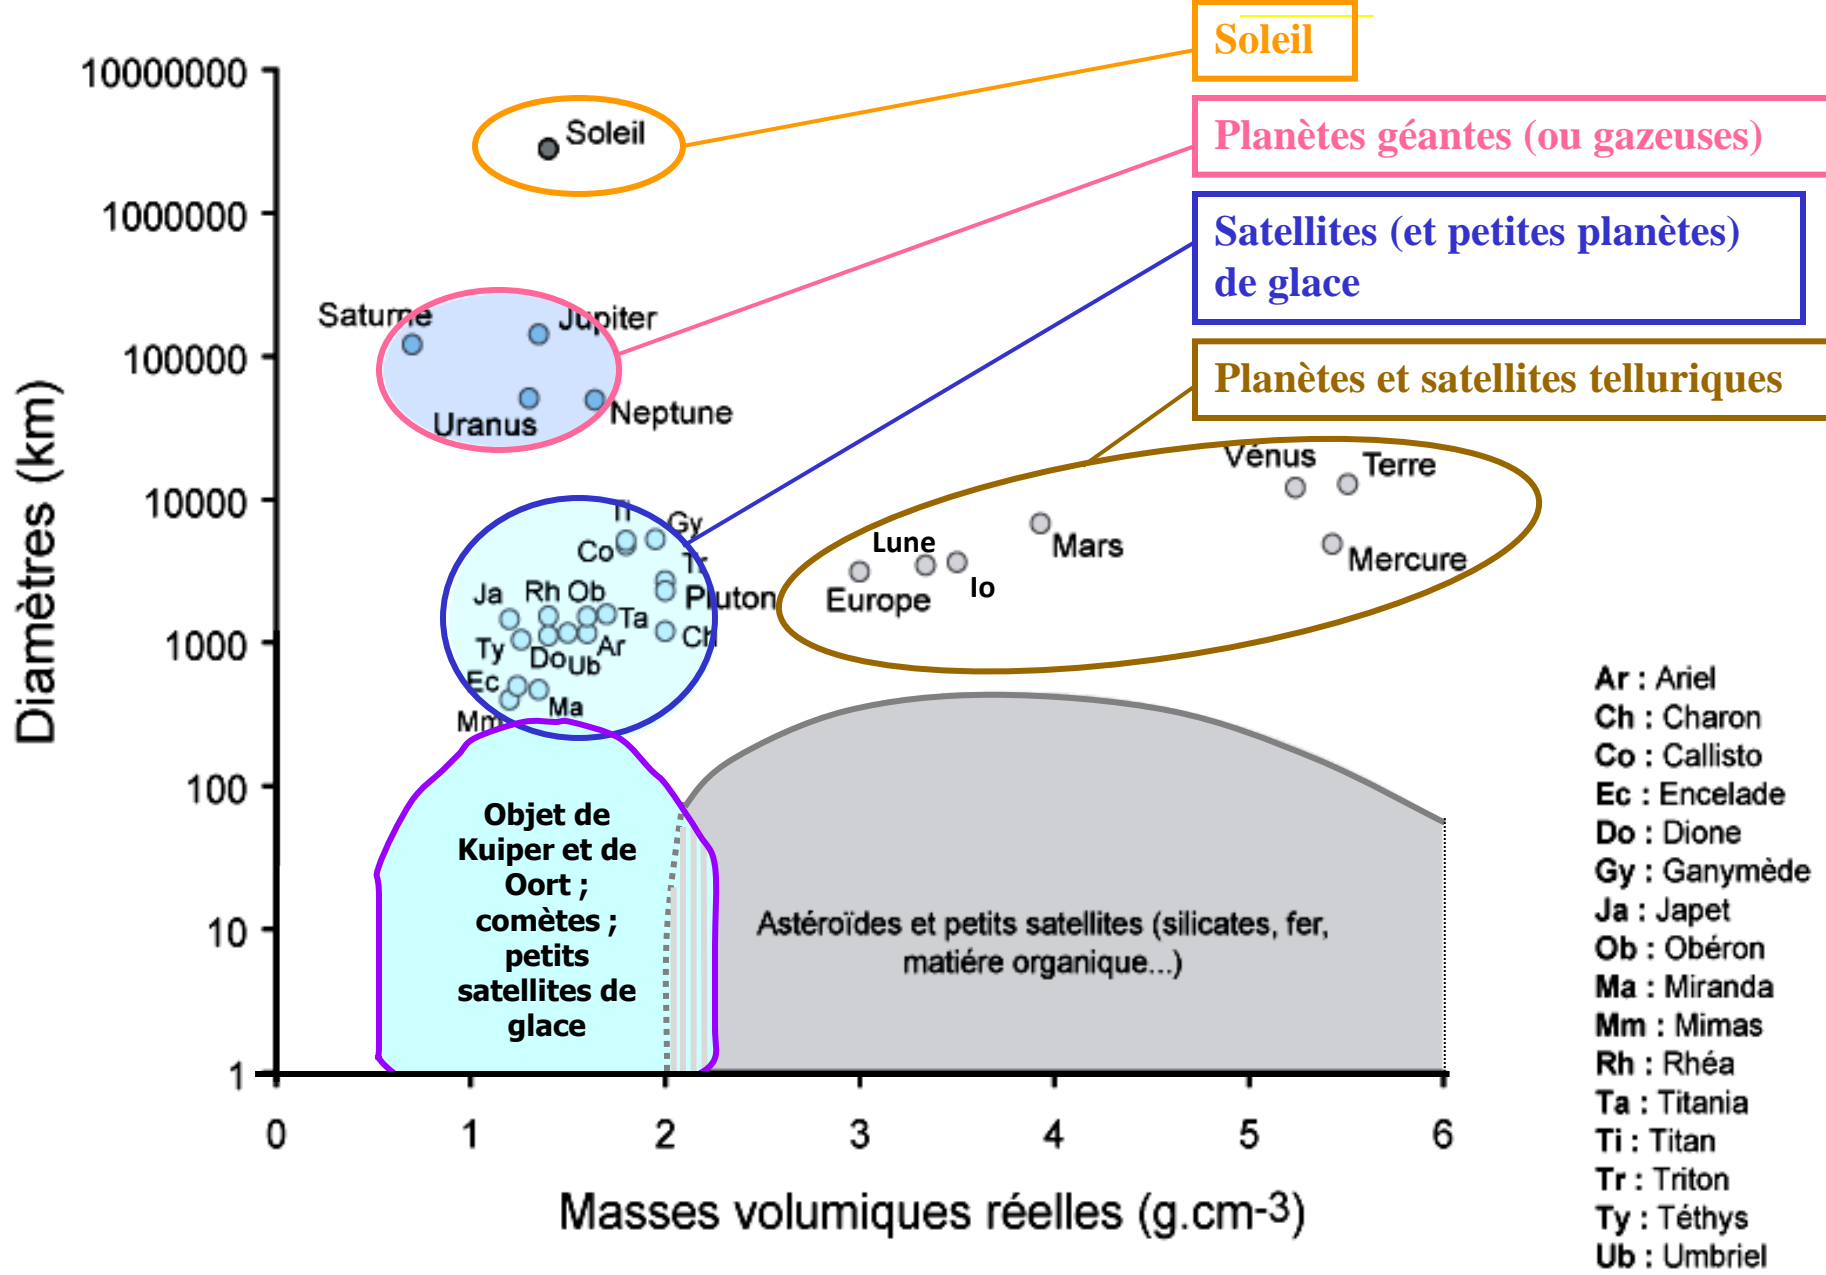 Soleil
Planètes géantes (ou gazeuses)
Satellites (et petites planètes)
de glace
Planètes et satellites telluriques
Diamètres (km)
10000000
1000000
100000
10000
1000
100
10
1
Soleil
Saturne
Jupiter
Uranus
Neptune
Ti
Gy
Co
Tr
Pluton
Ja
Rh
Ob
Ta
Ch
Ty
Do
Ub
Ar
Ec
Ma
Mm
Vénus
Terre
Lune
Mars
Mercure
Europe
Io
Objet de
Kuiper et de
Oort ;
comètes ;
petits
satellites de
glace
Astéroïdes et petits satellites (silicates, fer,
matiére organique...)
0 1 2 3 4 5 6
Masses volumiques réelles (g.cm-3)
Ar : Ariel
Ch : Charon
Co : Callisto
Ec : Encelade
Do : Dione
Gy : Ganymède
Ja : Japet
Ob : Obéron
Ma : Miranda
Mm : Mimas
Rh : Rhéa
Ta : Titania
Ti : Titan
Tr : Triton
Ty : Téthys
Ub : Umbriel